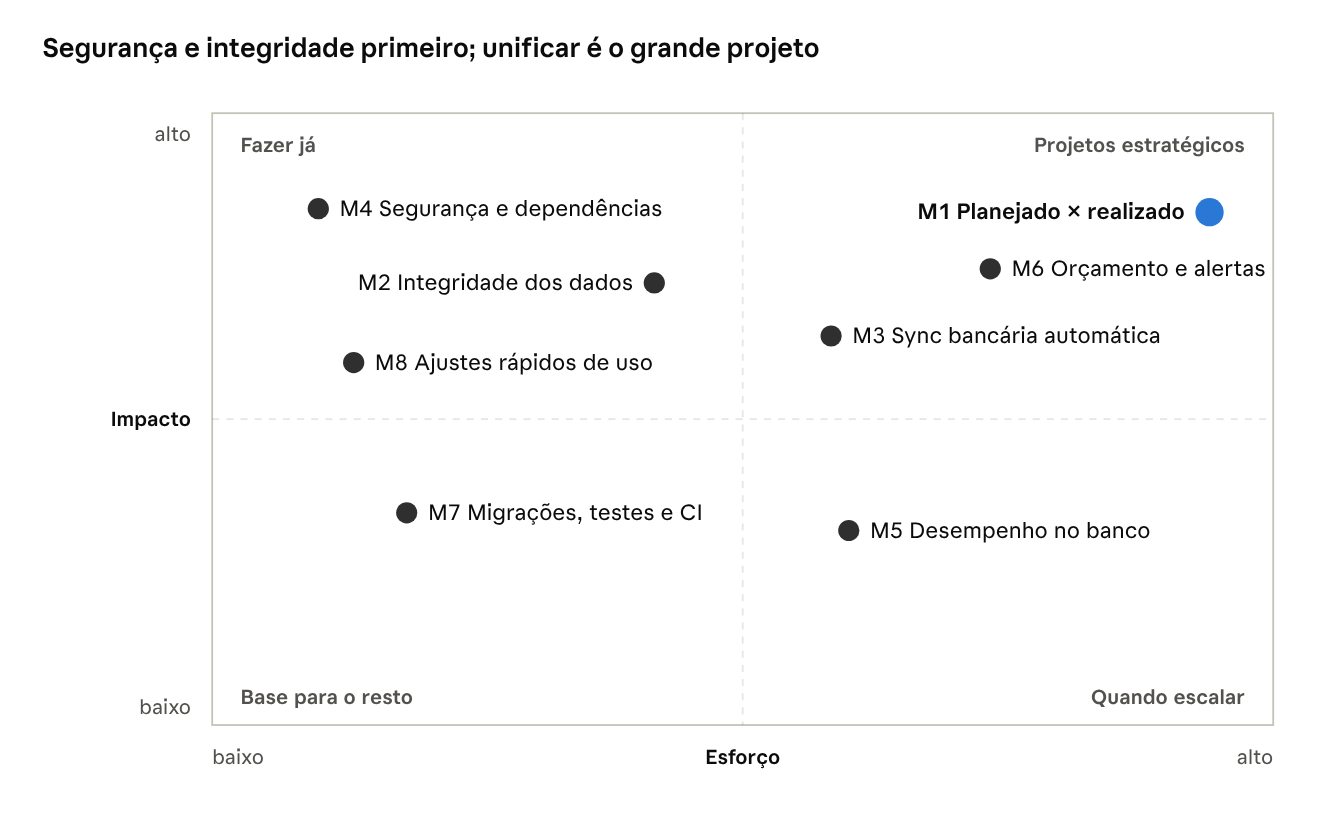 Segurança e integridade primeiro; unificar é o grande projeto
alto
Fazer já
Projetos estratégicos
M4 Segurança e dependências
M1 Planejado × realizado
M6 Orçamento e alertas
M2 Integridade dos dados
M3 Sync bancária automática
M8 Ajustes rápidos de uso
Impacto
M7 Migrações, testes e CI
M5 Desempenho no banco
Base para o resto
Quando escalar
baixo
baixo
Esforço
alto